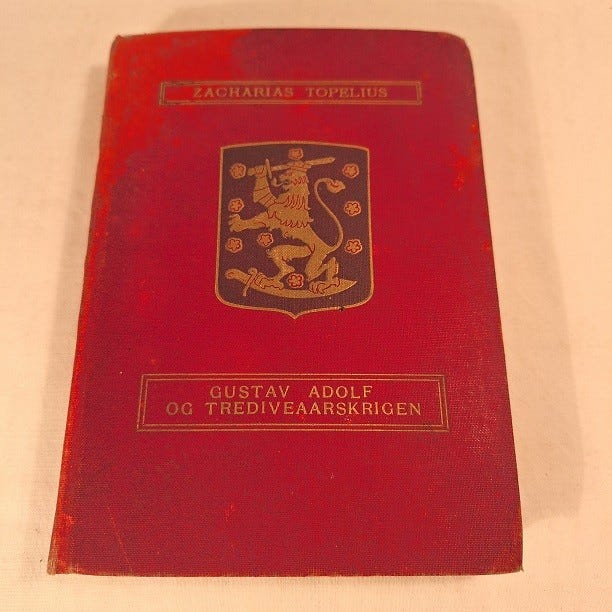 ZACHARIAS TOPELIUS
GUSTAV ADOLF
OG TREDIVEAARSKRIGEN